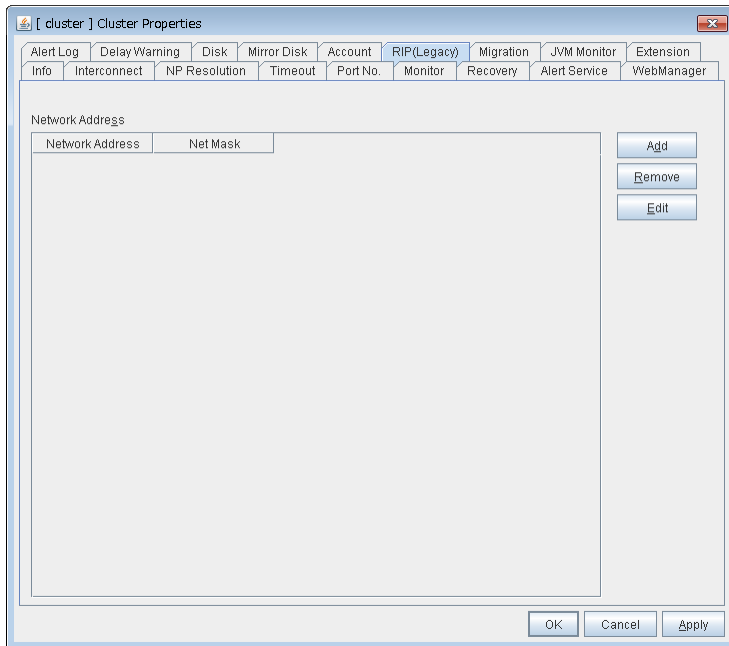 [ cluster ] Cluster Properties
Alert Log Delay Warning Disk Mirror Disk Account RIP(Legacy) Migration JVM Monitor Extension
Info Interconnect NP Resolution Timeout Port No. Monitor Recovery Alert Service WebManager
Network Address
Network Address Net Mask
Add
Remove
Edit
OK Cancel Apply